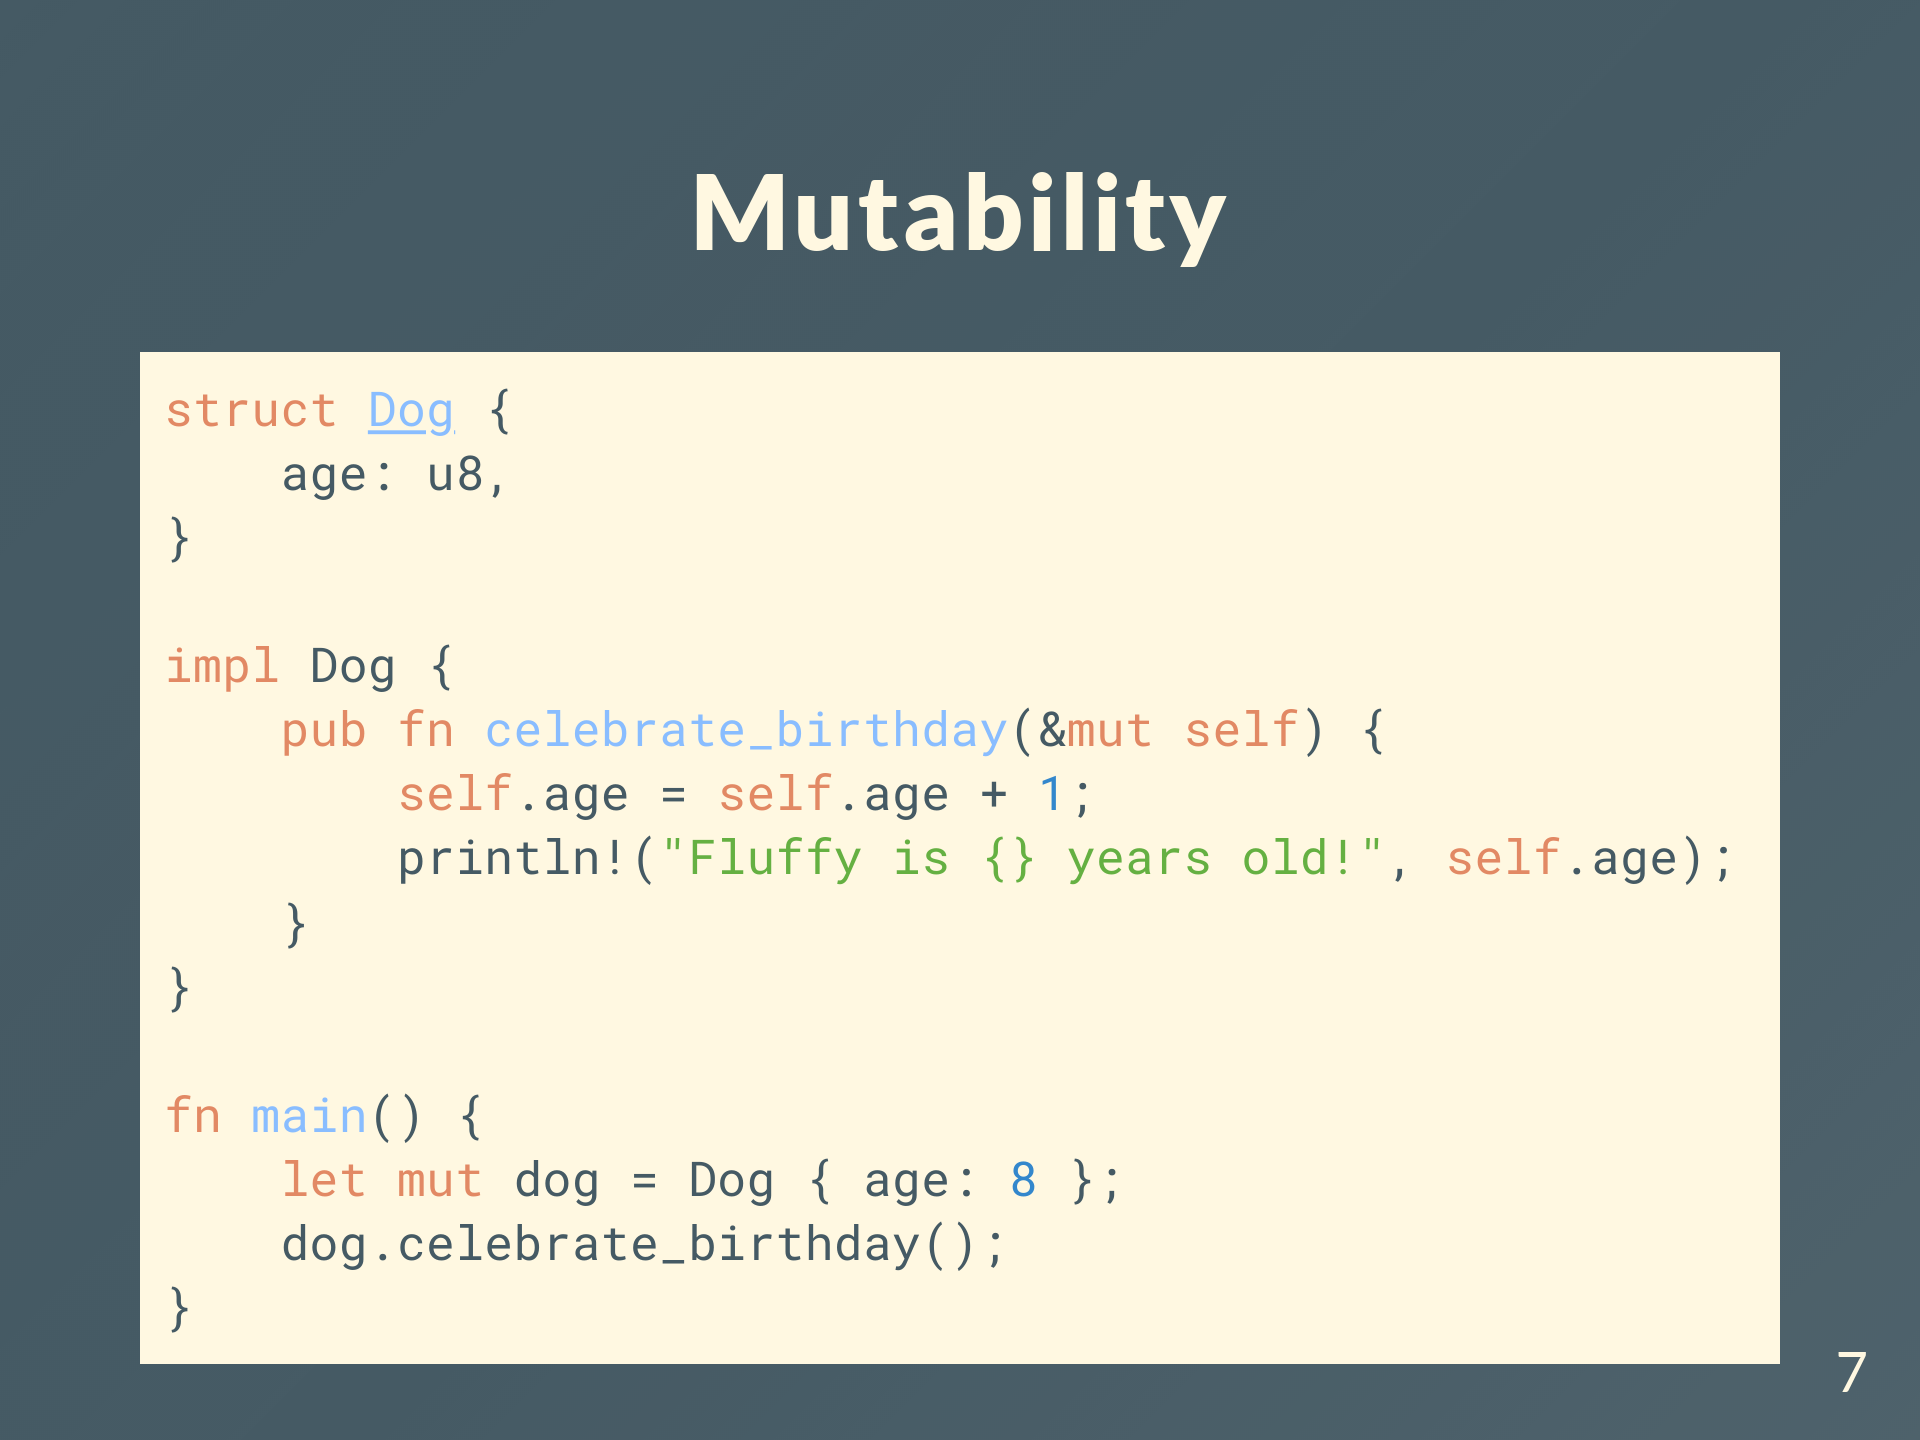 Mutability
struct Dog {
    age: u8,
}

impl Dog {
    pub fn celebrate_birthday(&mut self) {
        self.age = self.age + 1;
        println!("Fluffy is {} years old!", self.age);
    }
}

fn main() {
    let mut dog = Dog { age: 8 };
    dog.celebrate_birthday();
}
7